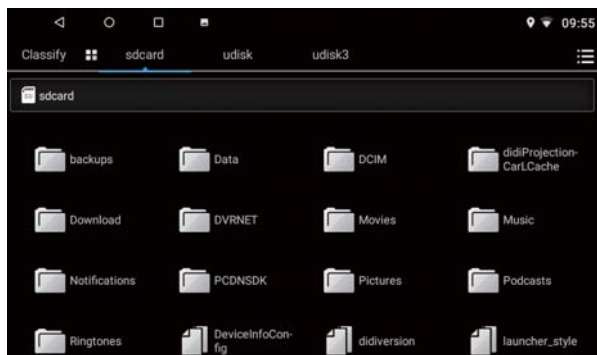 09:55
Classify sdcard udisk udisk3
sdcard
backups Data DCIM didiProjection-
CarLCache
Download DVRNET Movies Music
Notifications PCDNSDK Pictures Podcasts
Ringtones DeviceInfoCon-
fig didiversion launcher_style